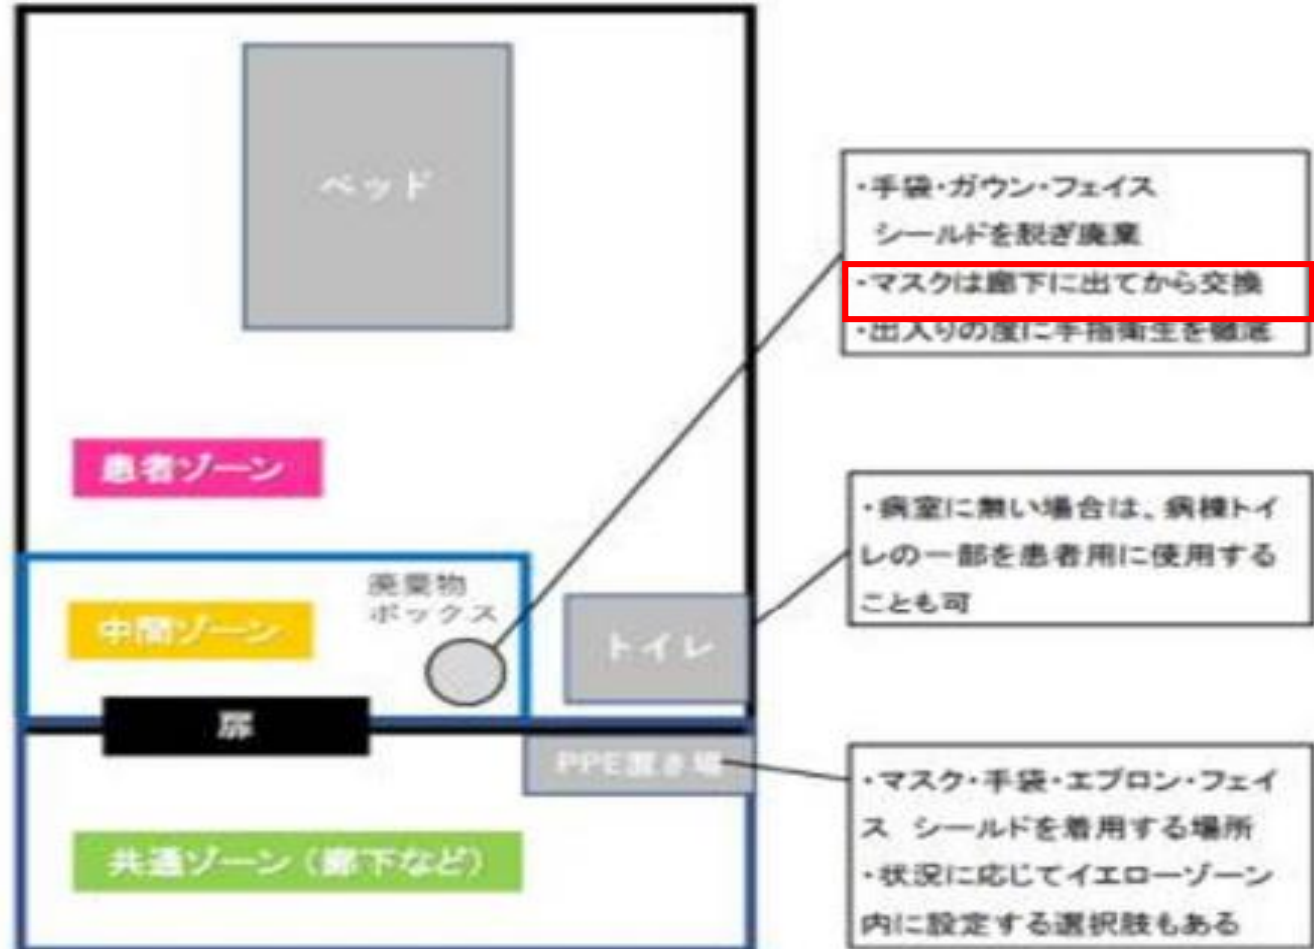 ベッド
・手袋・ガウン・フェイス
シールドを脱ぎ廃棄
・マスクは廊下に出てから交換
・出入りの度に手指衛生を徹底
患者ゾーン
・病室に無い場合は、病棟トイ
レの一部を患者用に使用する
ことも可
中間ゾーン
廃棄物
ボックス
トイレ
扉
PPE置き場
・マスク・手袋・エプロン・フェイ
ス シールドを着用する場所
・状況に応じてイエローゾーン
内に設定する選択肢もある
共通ゾーン（廊下など）